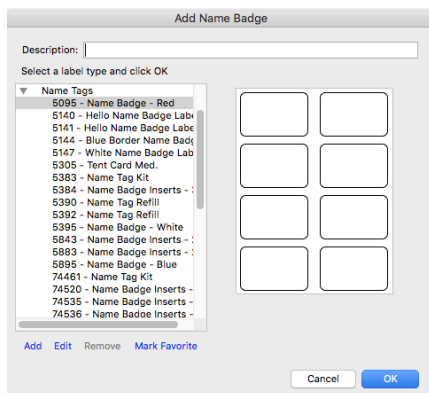 Add Name Badge
Description:
Select a label type and click OK
Name Tags
5095 - Name Badge - Red
5140 - Hello Name Badge Labe
5141 - Hello Name Badge Labe
5144 - Blue Border Name Badg
5147 - White Name Badge Lab
5305 - Tent Card Med.
5383 - Name Tag Kit
5384 - Name Badge Inserts -
5390 - Name Tag Refill
5392 - Name Tag Refill
5395 - Name Badge - White
5843 - Name Badge Inserts -
5883 - Name Badge Inserts -
5895 - Name Badge - Blue
74461 - Name Tag Kit
74520 - Name Badge Inserts -
74535 - Name Badge Inserts -
74536 - Name Badge Inserts -
Add Edit Remove Mark Favorite
Cancel OK